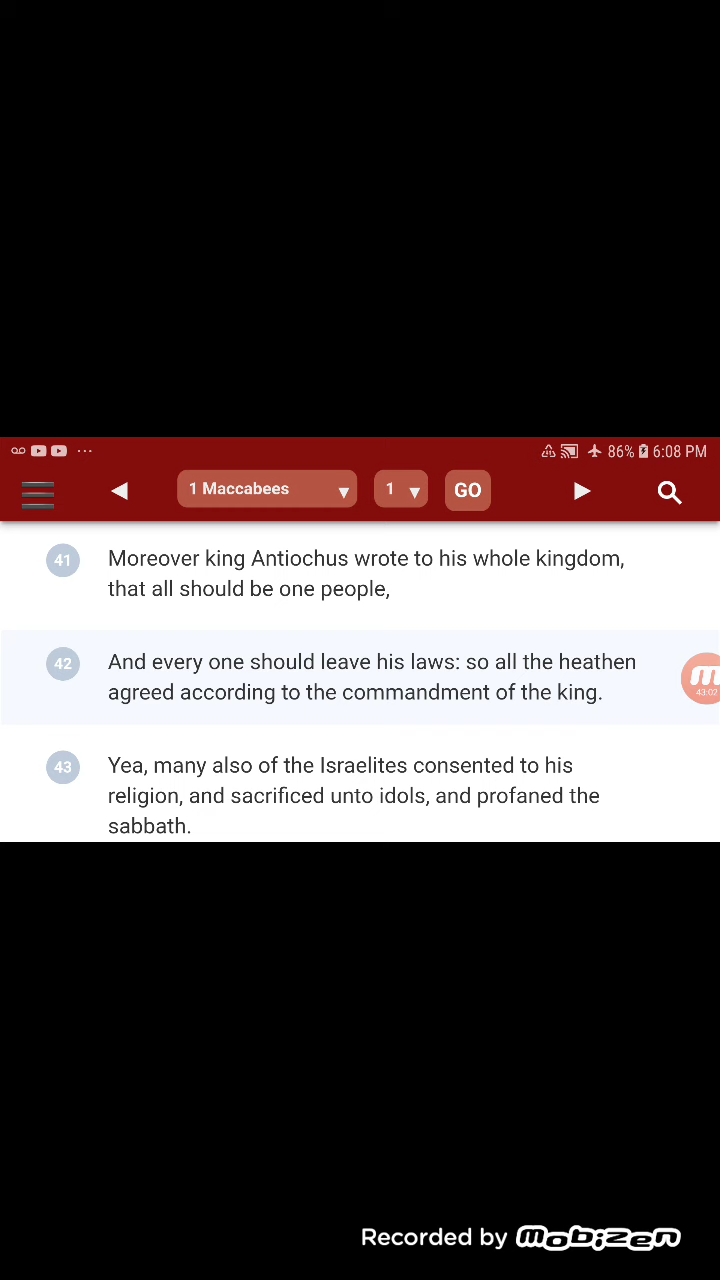 86% 6:08 PM
1 Maccabees 1 GO
41 Moreover king Antiochus wrote to his whole kingdom,
that all should be one people,
42 And every one should leave his laws: so all the heathen
agreed according to the commandment of the king.
43:02
43 Yea, many also of the Israelites consented to his
religion, and sacrificed unto idols, and profaned the
sabbath.
Recorded by mobizen